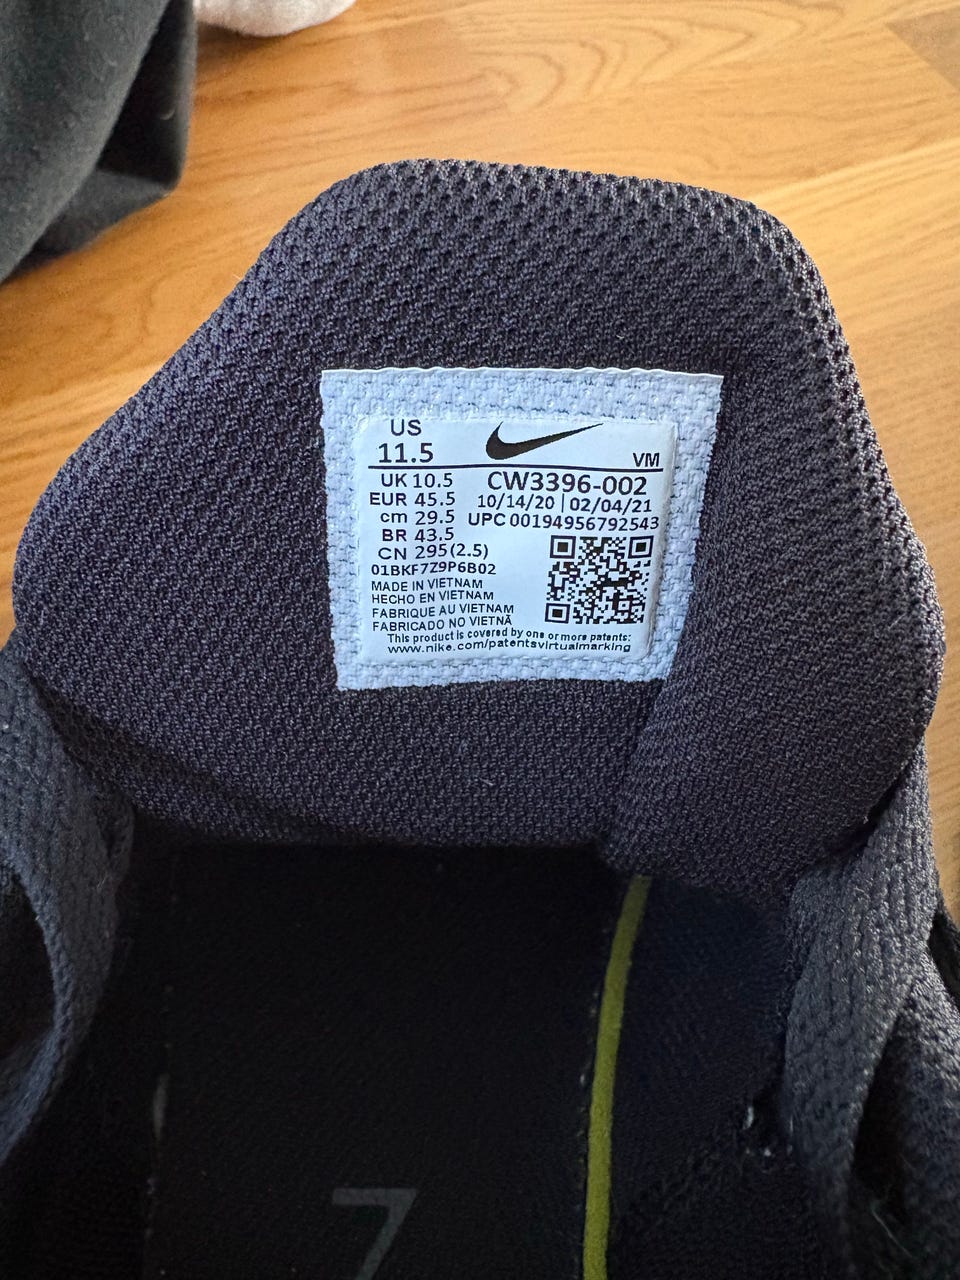 US
11.5
VM
UK 10.5
EUR 45.5
cm 29.5
BR 43.5
CN 295(2.5)
CW3396-002
10/14/20 | 02/04/21
UPC 00194956792543
01BKF7Z9P6B02
MADE IN VIETNAM
HECHO EN VIETNAM
FABRIQUE AU VIETNAM
FABRICADO NO VIETNÃ
This product is covered by one or more patents:
www.nike.com/patentsvirtualmarking
7